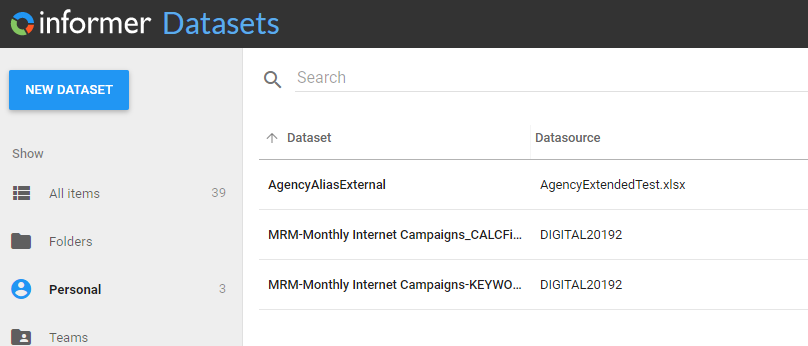 informer Datasets
NEW DATASET
Search
Dataset Datasource
Show
AgencyAliasExternal AgencyExtendedTest.xlsx
All items 39
MRM-Monthly Internet Campaigns_CALCFi... DIGITAL20192
Folders
MRM-Monthly Internet Campaigns-KEYWO... DIGITAL20192
Personal 3
Teams